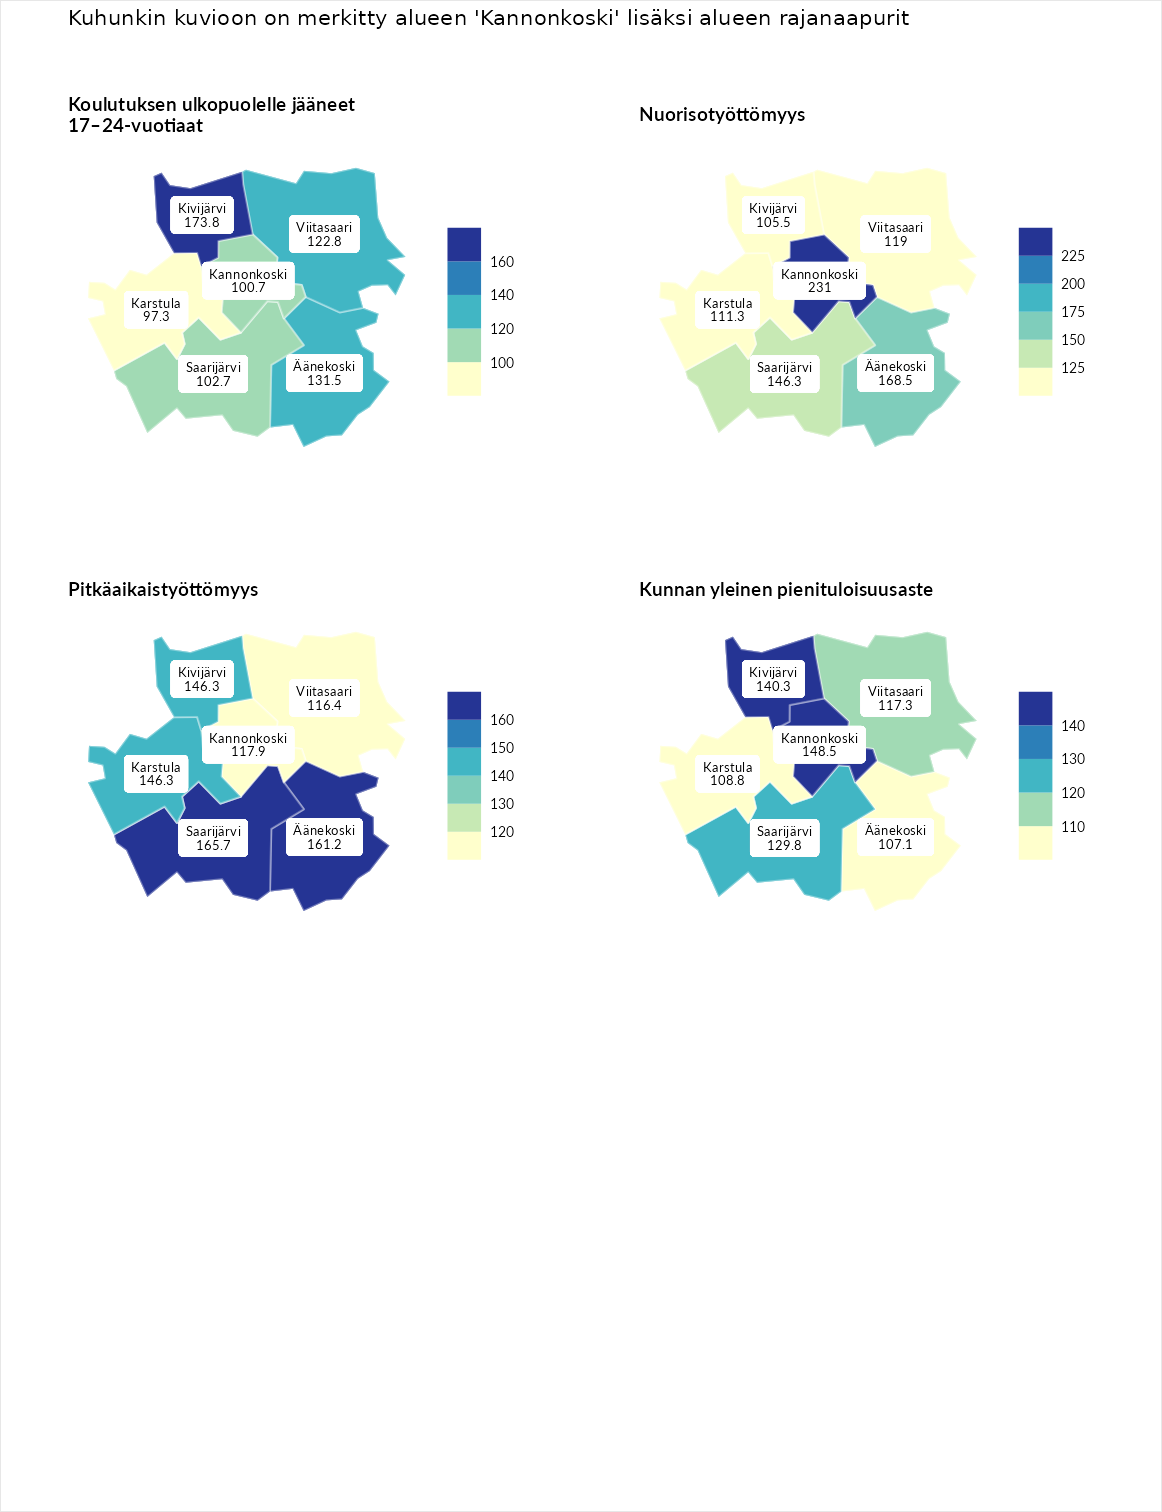 Kuhunkin kuvioon on merkitty alueen 'Kannonkoski' lisäksi alueen rajanaapurit
Koulutuksen ulkopuolelle jääneet
17–24-vuotiaat
Kivijärvi
173.8
Viitasaari
122.8
Kannonkoski
100.7
Karstula
97.3
Saarijärvi
102.7
Äänekoski
131.5
160
140
120
100
Nuorisotyöttömyys
Kivijärvi
105.5
Viitasaari
119
Kannonkoski
231
Karstula
111.3
Saarijärvi
146.3
Äänekoski
168.5
225
200
175
150
125
Pitkäaikaistyöttömyys
Kivijärvi
146.3
Viitasaari
116.4
Kannonkoski
117.9
Karstula
146.3
Saarijärvi
165.7
Äänekoski
161.2
160
150
140
130
120
Kunnan yleinen pienituloisuusaste
Kivijärvi
140.3
Viitasaari
117.3
Kannonkoski
148.5
Karstula
108.8
Saarijärvi
129.8
Äänekoski
107.1
140
130
120
110